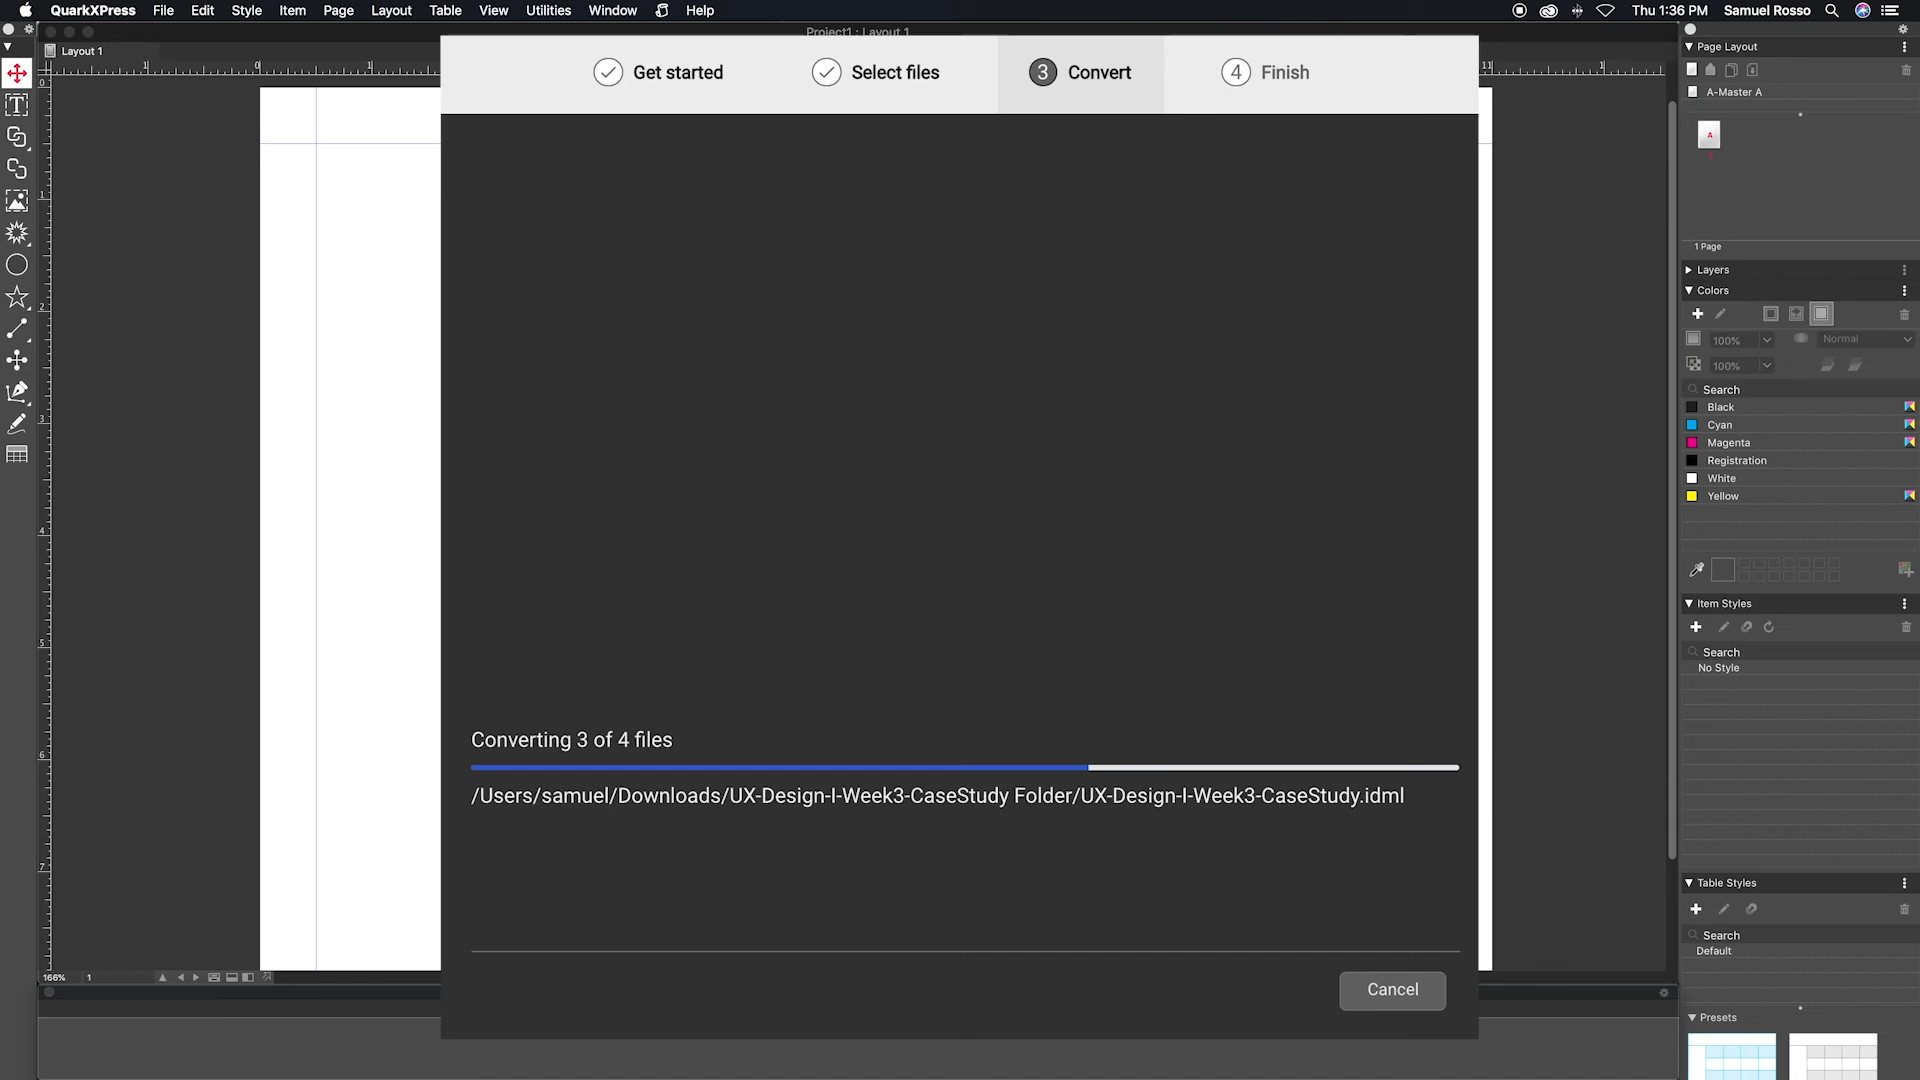 QuarkXPress File Edit Style Item Page Layout Table View Utilities Window Help
Thu 1:36 PM Samuel Rosso
Project1 : Layout 1
Layout 1
Get started
Select files
3 Convert
4 Finish
Converting 3 of 4 files
/Users/samuel/Downloads/UX-Design-I-Week3-CaseStudy Folder/UX-Design-I-Week3-CaseStudy.idml
Cancel
166% 1
Page Layout
A-Master A
A
1 Page
Layers
Colors
100% Normal
100%
Search
Black
Cyan
Magenta
Registration
White
Yellow
Item Styles
Search
No Style
Table Styles
Search
Default
Presets